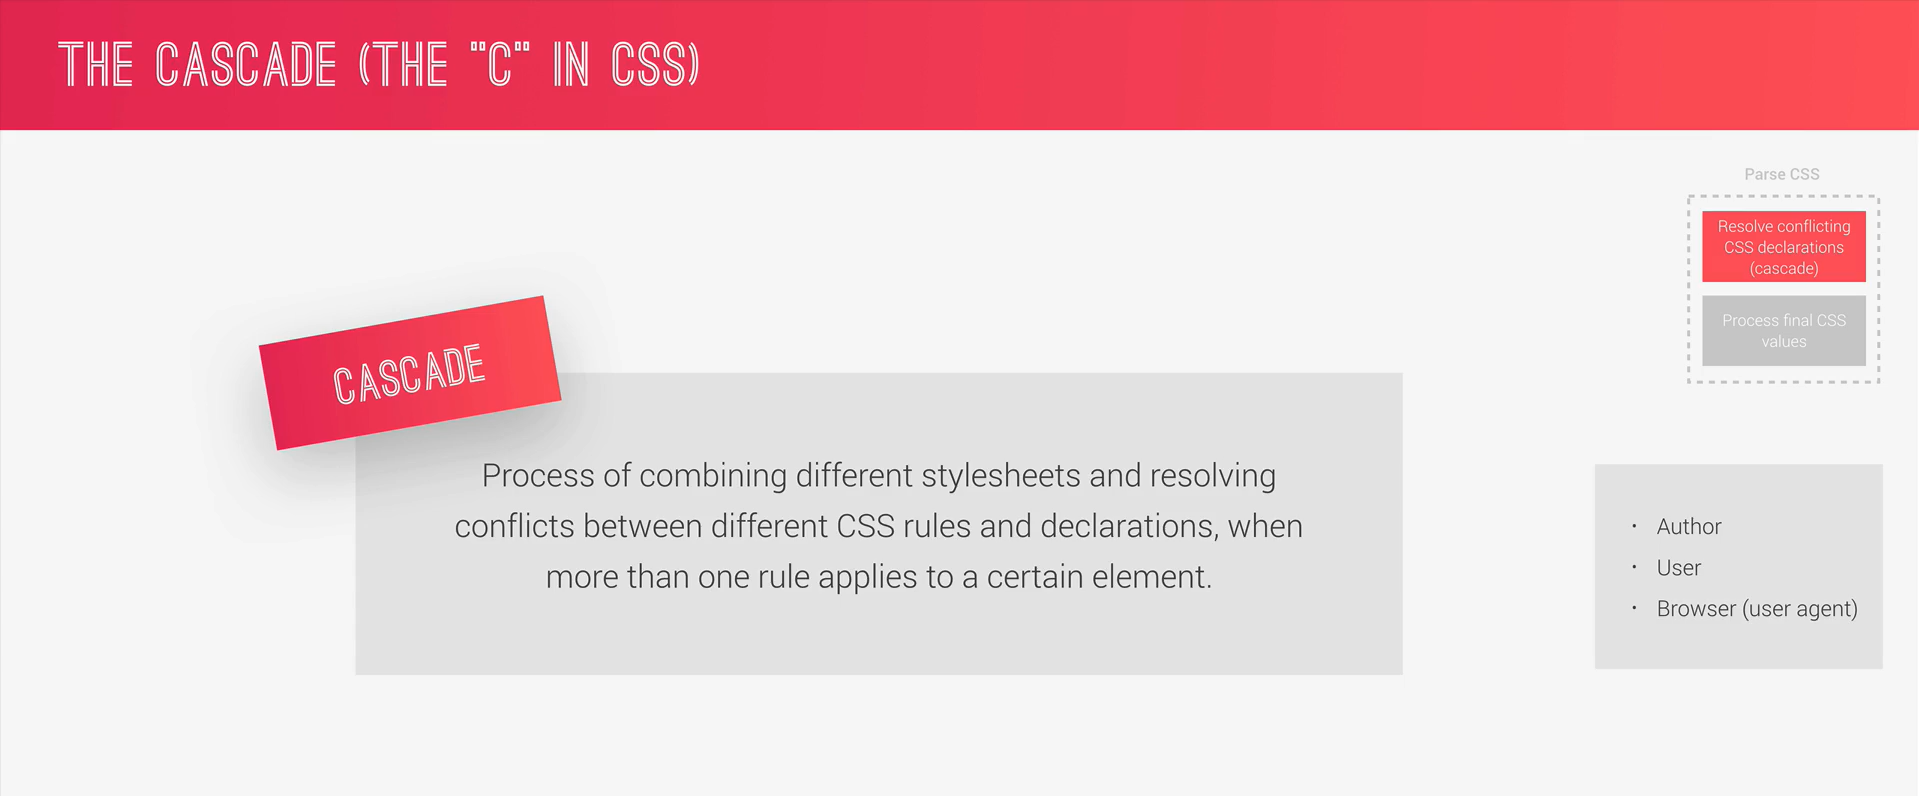 THE CASCADE (THE "C" IN CSS)
Parse CSS
Resolve conflicting
CSS declarations
(cascade)
Process final CSS
values
CASCADE
Process of combining different stylesheets and resolving
conflicts between different CSS rules and declarations, when
more than one rule applies to a certain element.
• Author
• User
• Browser (user agent)